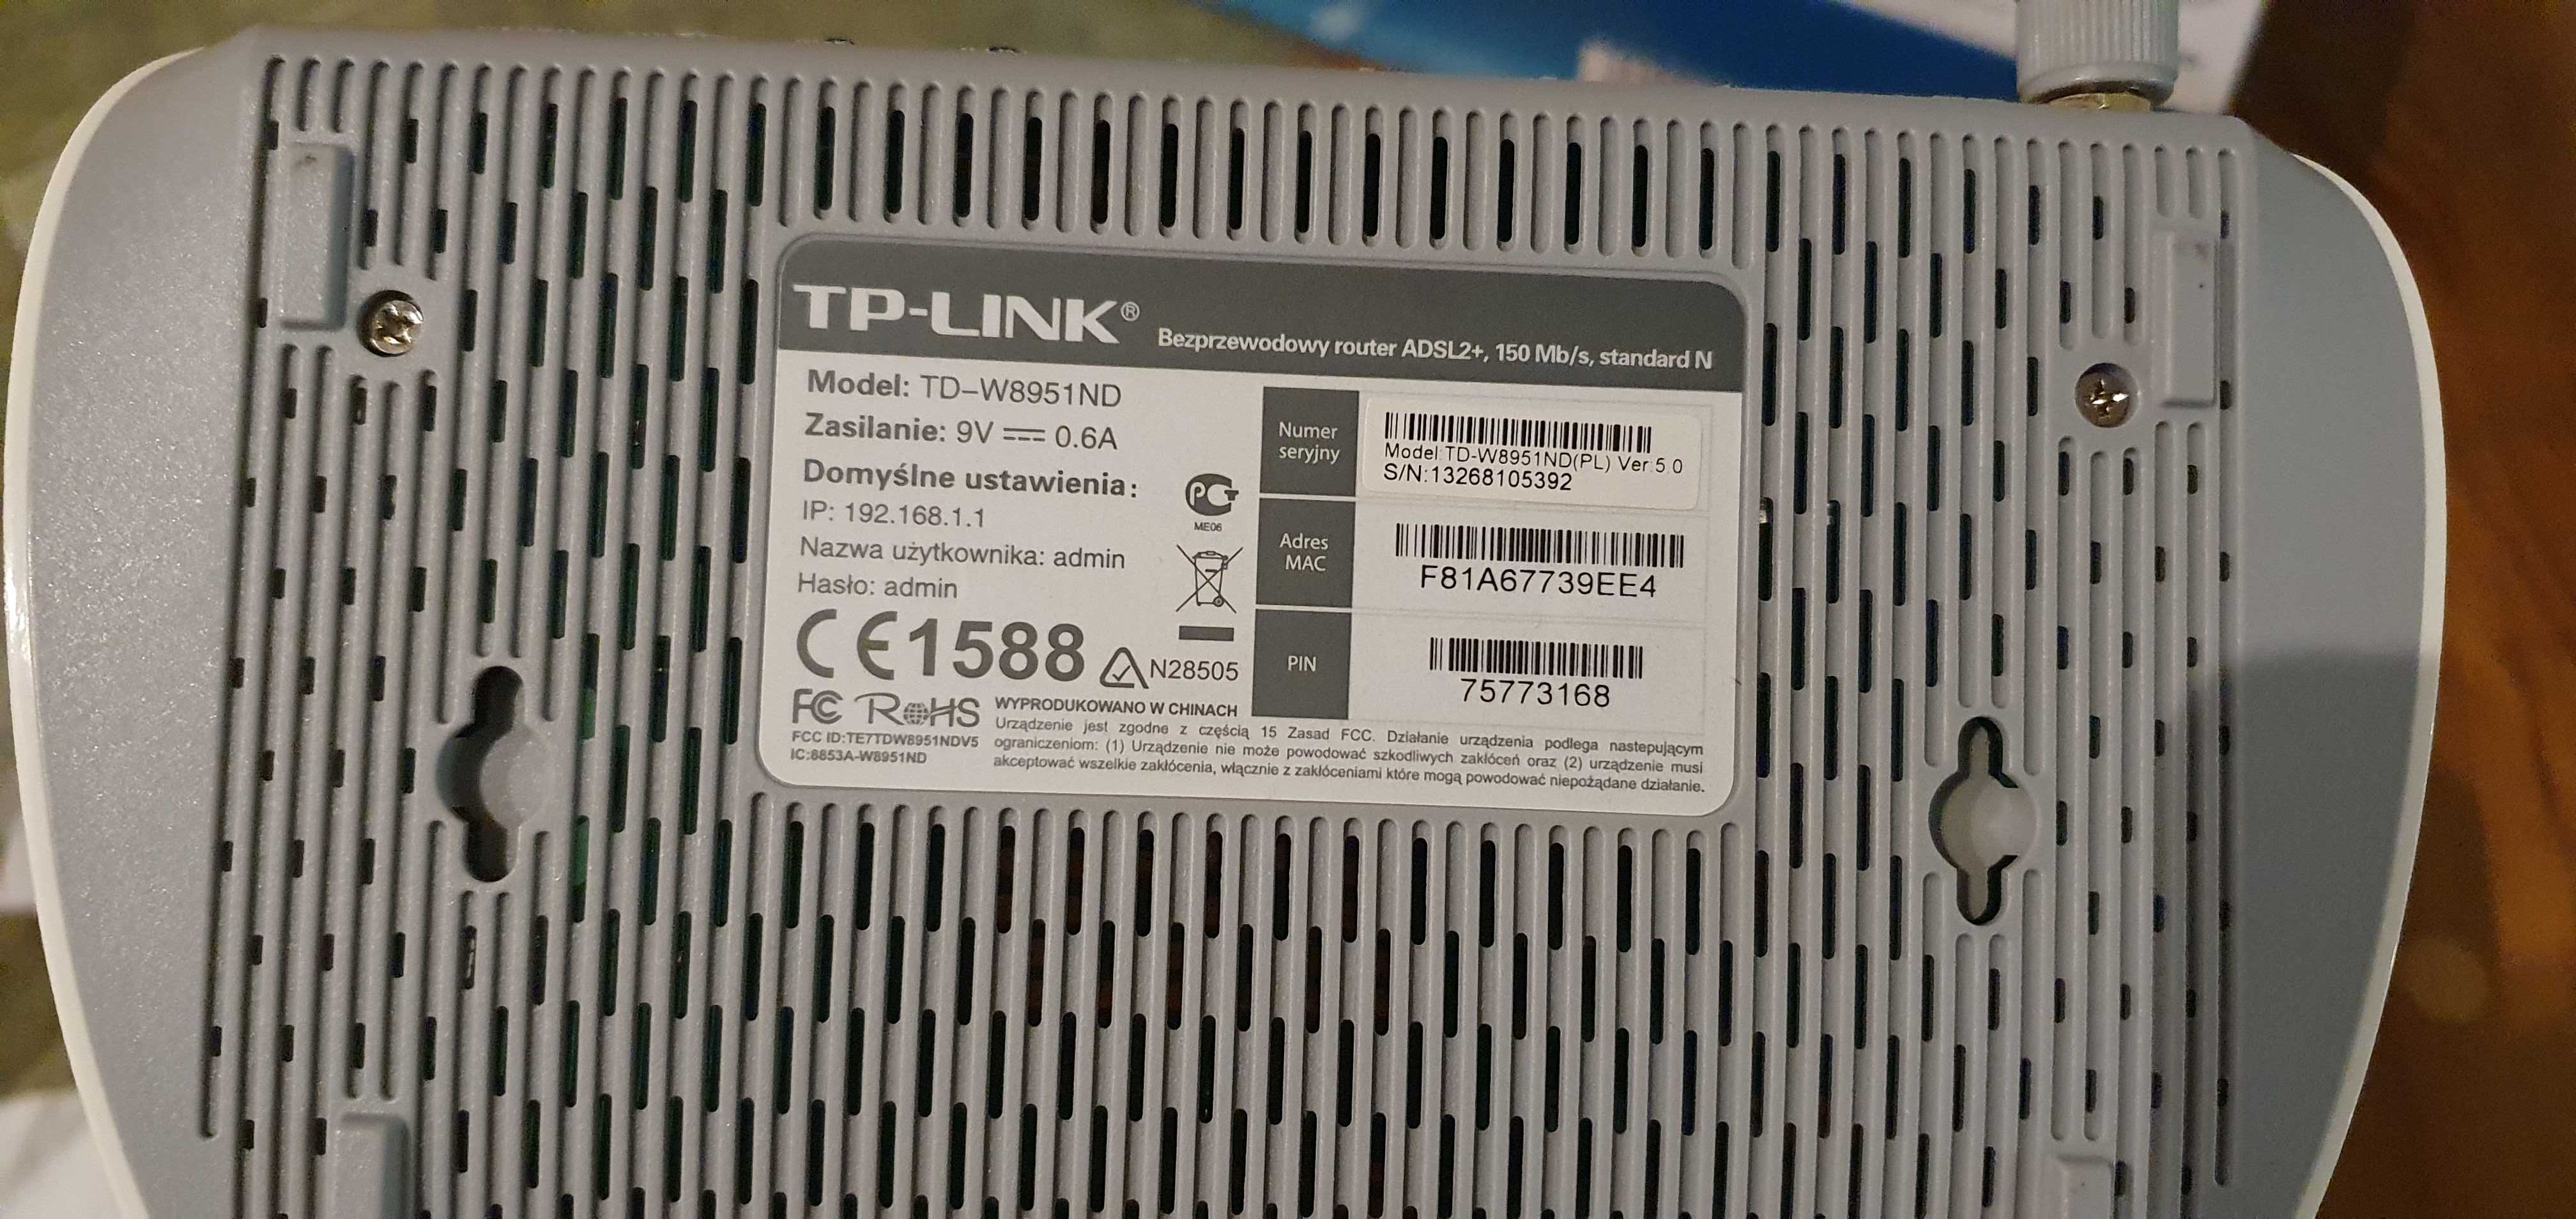 TP-LINK®
Bezprzewodowy router ADSL2+, 150 Mb/s, standard N
Model: TD-W8951ND
Zasilanie: 9V ⎓ 0.6A
Domyślne ustawienia:
IP: 192.168.1.1
Nazwa użytkownika: admin
Hasło: admin
CE1588
N28505
PCT
ME06
FC RoHS
FCC ID:TE7TDW8951NDV5
IC:8853A-W8951ND
Numer
seryjny
Model:TD-W8951ND(PL) Ver:5.0
S/N:13268105392
Adres
MAC
F81A67739EE4
PIN
75773168
WYPRODUKOWANO W CHINACH
Urządzenie jest zgodne z częścią 15 Zasad FCC. Działanie urządzenia podlega nastepującym
ograniczeniom: (1) Urządzenie nie może powodować szkodliwych zakłóceń oraz (2) urządzenie musi
akceptować wszelkie zakłócenia, włącznie z zakłóceniami które mogą powodować niepożądane działanie.